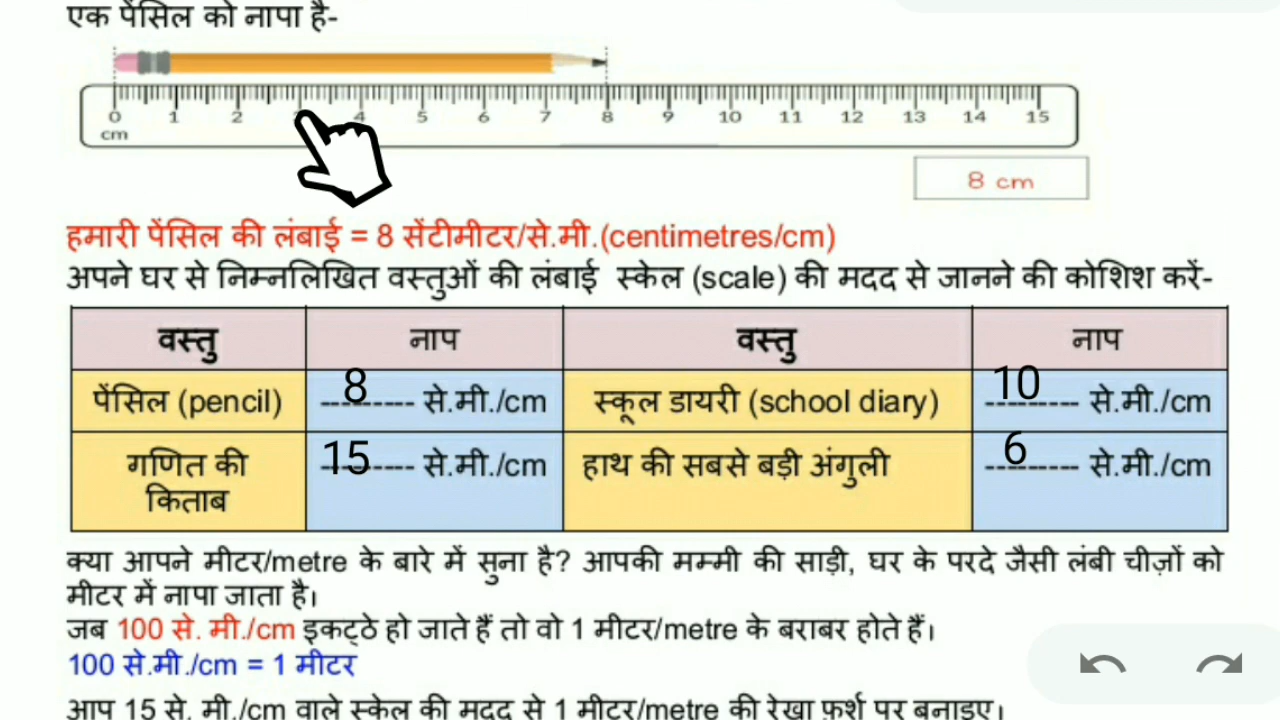 एक पेंसिल को नापा है-
0 1 2 4 5 6 7 8 9 10 11 12 13 14 15
cm
8 cm
हमारी पेंसिल की लंबाई = 8 सेंटीमीटर/से.मी.(centimetres/cm)
अपने घर से निम्नलिखित वस्तुओं की लंबाई स्केल (scale) की मदद से जानने की कोशिश करें-
वस्तु नाप वस्तु नाप
पेंसिल (pencil) 8 ---------- से.मी./cm स्कूल डायरी (school diary) 10 ---------- से.मी./cm
गणित की किताब 15 ---------- से.मी./cm हाथ की सबसे बड़ी अंगुली 6 ---------- से.मी./cm
क्या आपने मीटर/metre के बारे में सुना है? आपकी मम्मी की साड़ी, घर के परदे जैसी लंबी चीज़ों को
मीटर में नापा जाता है।
जब 100 से. मी./cm इकट्ठे हो जाते हैं तो वो 1 मीटर/metre के बराबर होते हैं।
100 से.मी./cm = 1 मीटर
आप 15 से. मी./cm वाले स्केल की मदद से 1 मीटर/metre की रेखा फ़र्श पर बनाइए।